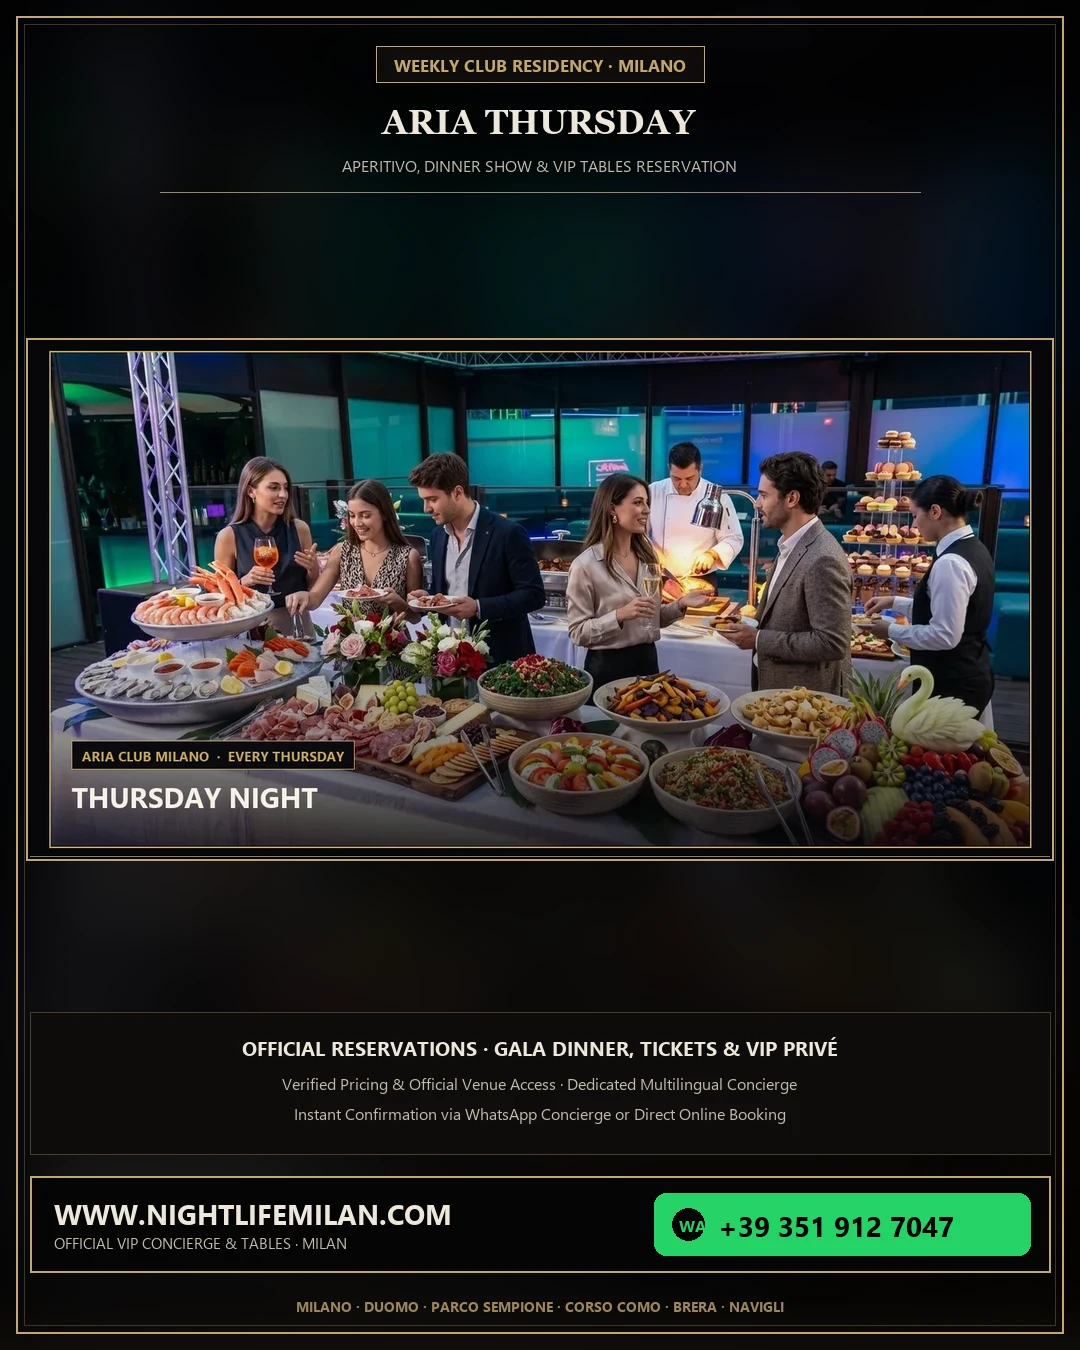 WEEKLY CLUB RESIDENCY · MILANO
ARIA THURSDAY
APERITIVO, DINNER SHOW & VIP TABLES RESERVATION
ARIA CLUB MILANO · EVERY THURSDAY
THURSDAY NIGHT
OFFICIAL RESERVATIONS · GALA DINNER, TICKETS & VIP PRIVÉ
Verified Pricing & Official Venue Access · Dedicated Multilingual Concierge
Instant Confirmation via WhatsApp Concierge or Direct Online Booking
WWW.NIGHTLIFEMILAN.COM
OFFICIAL VIP CONCIERGE & TABLES · MILAN
WA +39 351 912 7047
MILANO · DUOMO · PARCO SEMPIONE · CORSO COMO · BRERA · NAVIGLI